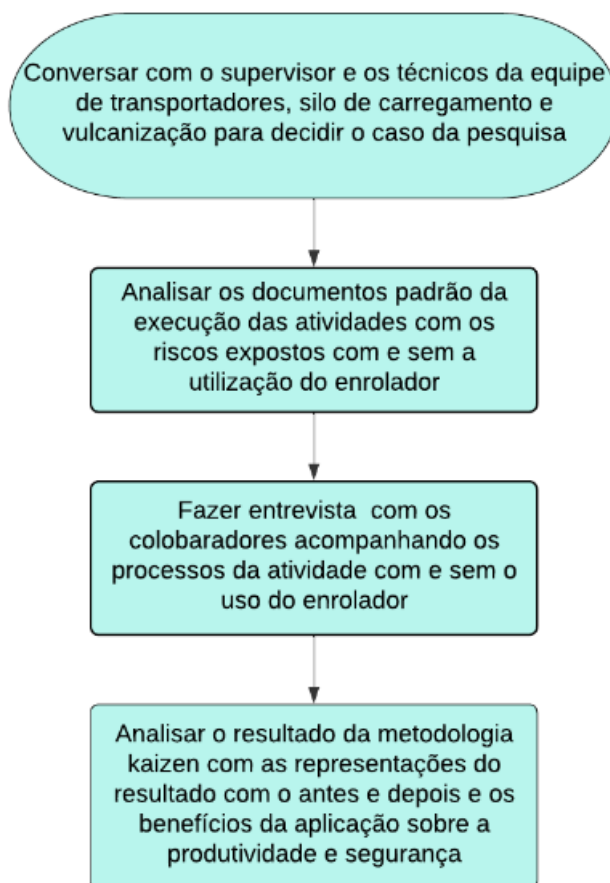 Conversar com o supervisor e os técnicos da equipe
de transportadores, silo de carregamento e
vulcanização para decidir o caso da pesquisa
Analisar os documentos padrão da
execução das atividades com os
riscos expostos com e sem a
utilização do enrolador
Fazer entrevista com os
colobaradores acompanhando os
processos da atividade com e sem o
uso do enrolador
Analisar o resultado da metodologia
kaizen com as representações do
resultado com o antes e depois e os
benefícios da aplicação sobre a
produtividade e segurança